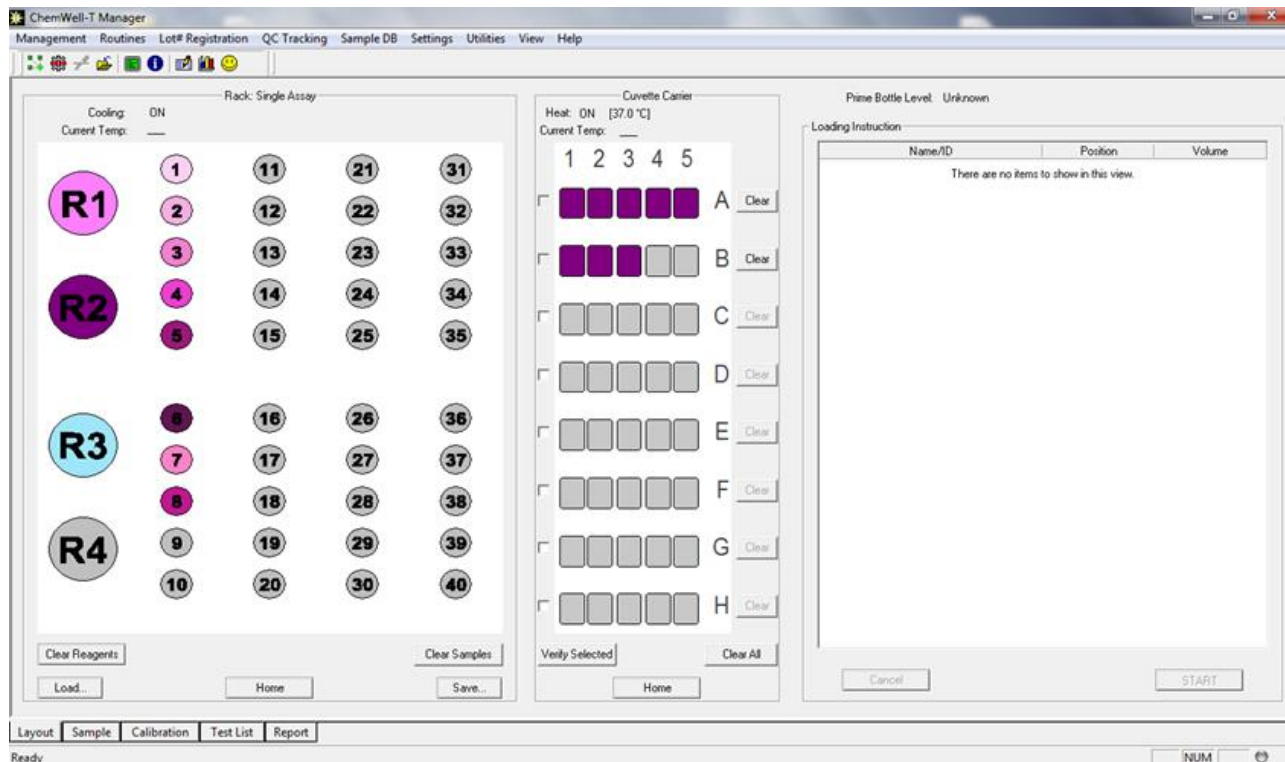 ChemWell-T Manager
Management Routines Lot# Registration QC Tracking Sample DB Settings Utilities View Help
Rack: Single Assay
Cooling: ON
Current Temp: ___
R1
R2
R3
R4
1 11 21 31
2 12 22 32
3 13 23 33
4 14 24 34
5 15 25 35
6 16 26 36
7 17 27 37
8 18 28 38
9 19 29 39
10 20 30 40
Clear Reagents Clear Samples
Load... Home Save...
Cuvette Carrier
Heat: ON [37.0 °C]
Current Temp: ___
1 2 3 4 5
A Clear
B Clear
C Clear
D Clear
E Clear
F Clear
G Clear
H Clear
Verify Selected Clear All
Home
Prime Bottle Level: Unknown
Loading Instruction
Name/ID Position Volume
There are no items to show in this view.
Cancel START
Layout Sample Calibration Test List Report
Ready NUM